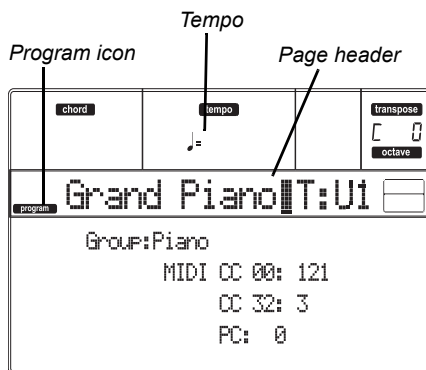 Tempo
Program icon
Page header
chord
tempo
transpose
♩=
C 0
octave
program
Grand Piano T:U1
Group:Piano
MIDI CC 00: 121
CC 32: 3
PC: 0